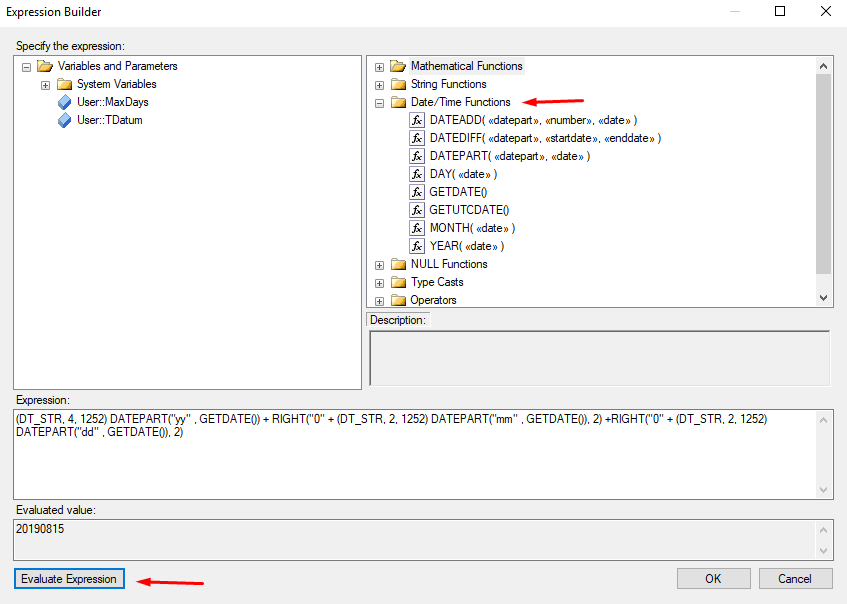 Expression Builder
Specify the expression:
Variables and Parameters
System Variables
User::MaxDays
User::TDatum
Mathematical Functions
String Functions
Date/Time Functions
DATEADD( «datepart», «number», «date» )
DATEDIFF( «datepart», «startdate», «enddate» )
DATEPART( «datepart», «date» )
DAY( «date» )
GETDATE()
GETUTCDATE()
MONTH( «date» )
YEAR( «date» )
NULL Functions
Type Casts
Operators
Description:
Expression:
(DT_STR, 4, 1252) DATEPART("yy" , GETDATE()) + RIGHT("0" + (DT_STR, 2, 1252) DATEPART("mm" , GETDATE()), 2) +RIGHT("0" + (DT_STR, 2, 1252)
DATEPART("dd" , GETDATE()), 2)
Evaluated value:
20190815
Evaluate Expression
OK
Cancel